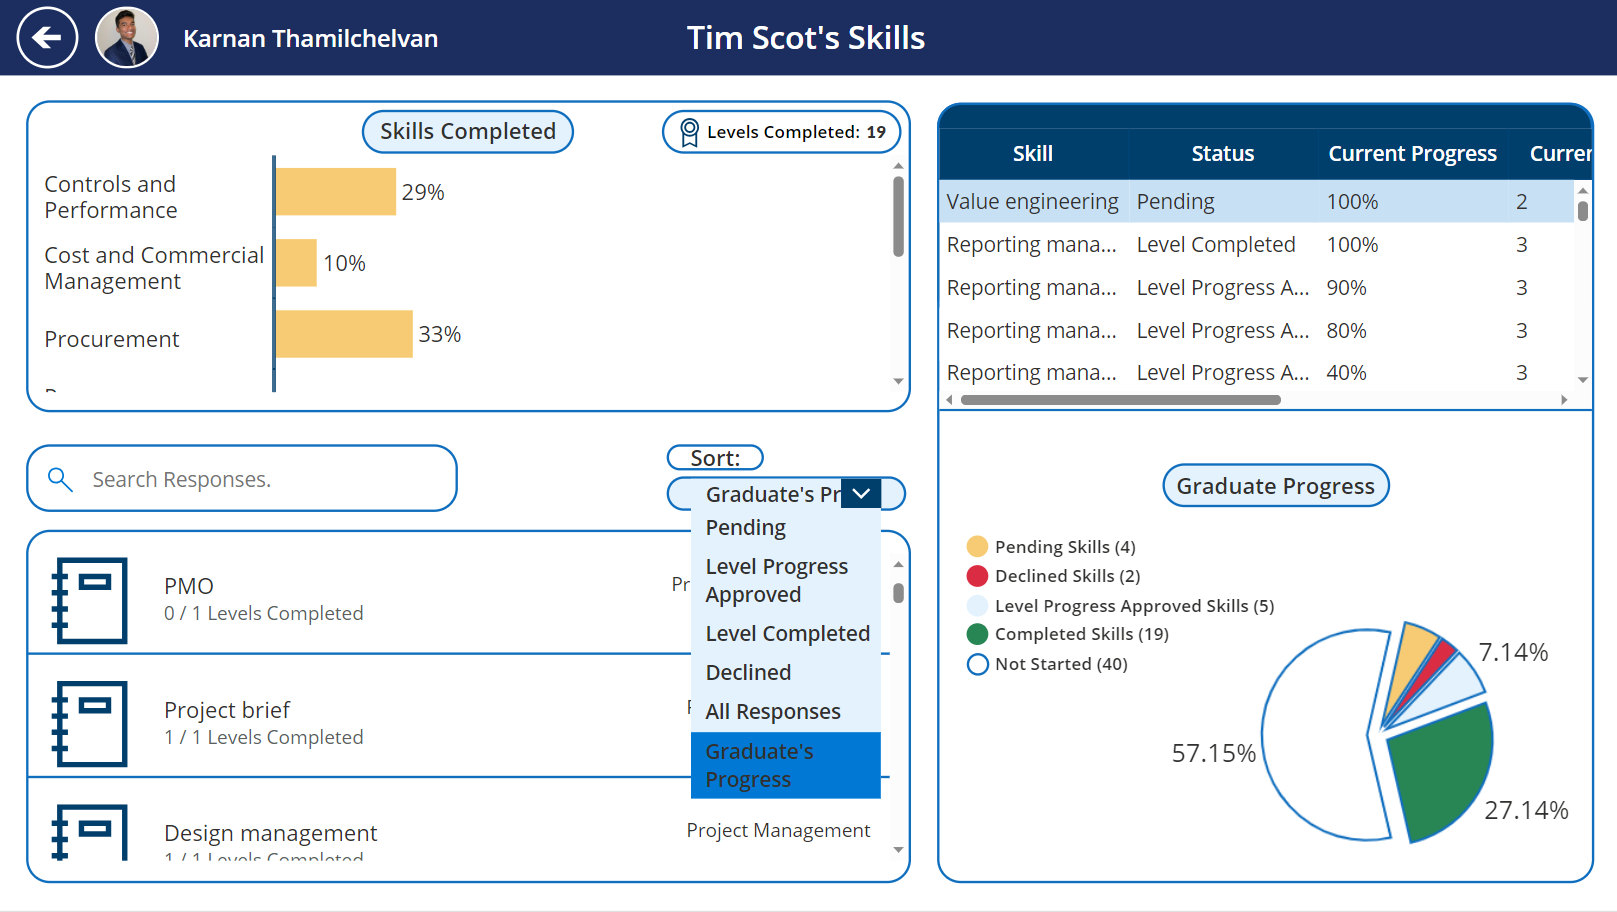 Karnan Thamilchelvan
Tim Scot's Skills
Skills Completed
Levels Completed: 19
Controls and
Performance
29%
Cost and Commercial
Management
10%
Procurement
33%
Skill Status Current Progress Curren
Value engineering Pending 100% 2
Reporting mana... Level Completed 100% 3
Reporting mana... Level Progress A... 90% 3
Reporting mana... Level Progress A... 80% 3
Reporting mana... Level Progress A... 40% 3
Search Responses.
Sort:
Graduate's Pr
Pending
Level Progress
Approved
Level Completed
Declined
All Responses
Graduate's
Progress
PMO
0 / 1 Levels Completed
Pr
Project brief
1 / 1 Levels Completed
Design management
1 / 1 Levels Completed
Project Management
Graduate Progress
Pending Skills (4)
Declined Skills (2)
Level Progress Approved Skills (5)
Completed Skills (19)
Not Started (40)
7.14%
57.15%
27.14%